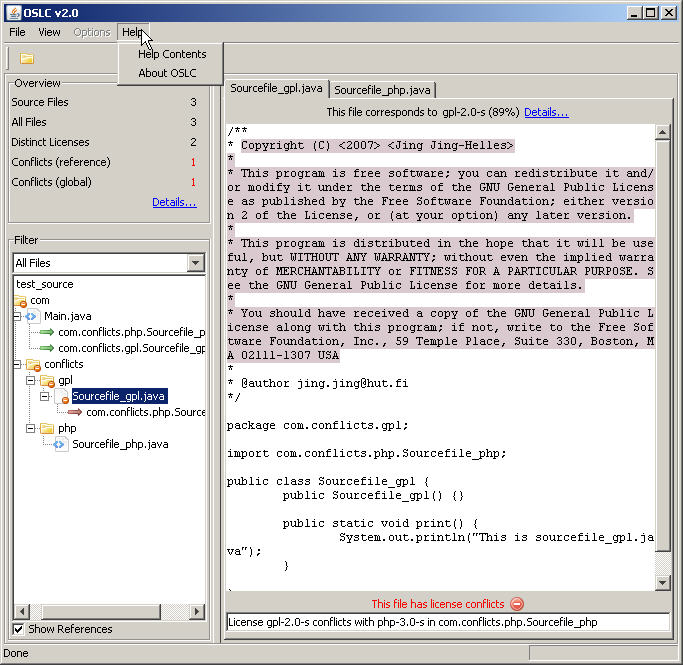 OSLC v2.0
File View Options Help
Help Contents
About OSLC
Overview
Source Files 3
All Files 3
Distinct Licenses 2
Conflicts (reference) 1
Conflicts (global) 1
Details...
Filter
All Files
test_source
com
Main.java
com.conflicts.php.Sourcefile_p
com.conflicts.gpl.Sourcefile_gp
conflicts
gpl
Sourcefile_gpl.java
com.conflicts.php.Source
php
Sourcefile_php.java
Show References
Sourcefile_gpl.java Sourcefile_php.java
This file corresponds to gpl-2.0-s (89%) Details...
/**
* Copyright (C) <2007> <Jing Jing-Helles>
*
* This program is free software; you can redistribute it and/
or modify it under the terms of the GNU General Public Licens
e as published by the Free Software Foundation; either versio
n 2 of the License, or (at your option) any later version.
*
* This program is distributed in the hope that it will be use
ful, but WITHOUT ANY WARRANTY; without even the implied warra
nty of MERCHANTABILITY or FITNESS FOR A PARTICULAR PURPOSE. S
ee the GNU General Public License for more details.
*
* You should have received a copy of the GNU General Public L
icense along with this program; if not, write to the Free Sof
tware Foundation, Inc., 59 Temple Place, Suite 330, Boston, M
A 02111-1307 USA
*
* @author jing.jing@hut.fi
*/
package com.conflicts.gpl;
import com.conflicts.php.Sourcefile_php;
public class Sourcefile_gpl {
public Sourcefile_gpl() {}
public static void print() {
System.out.println("This is sourcefile_gpl.ja
va");
}
This file has license conflicts
License gpl-2.0-s conflicts with php-3.0-s in com.conflicts.php.Sourcefile_php
Done